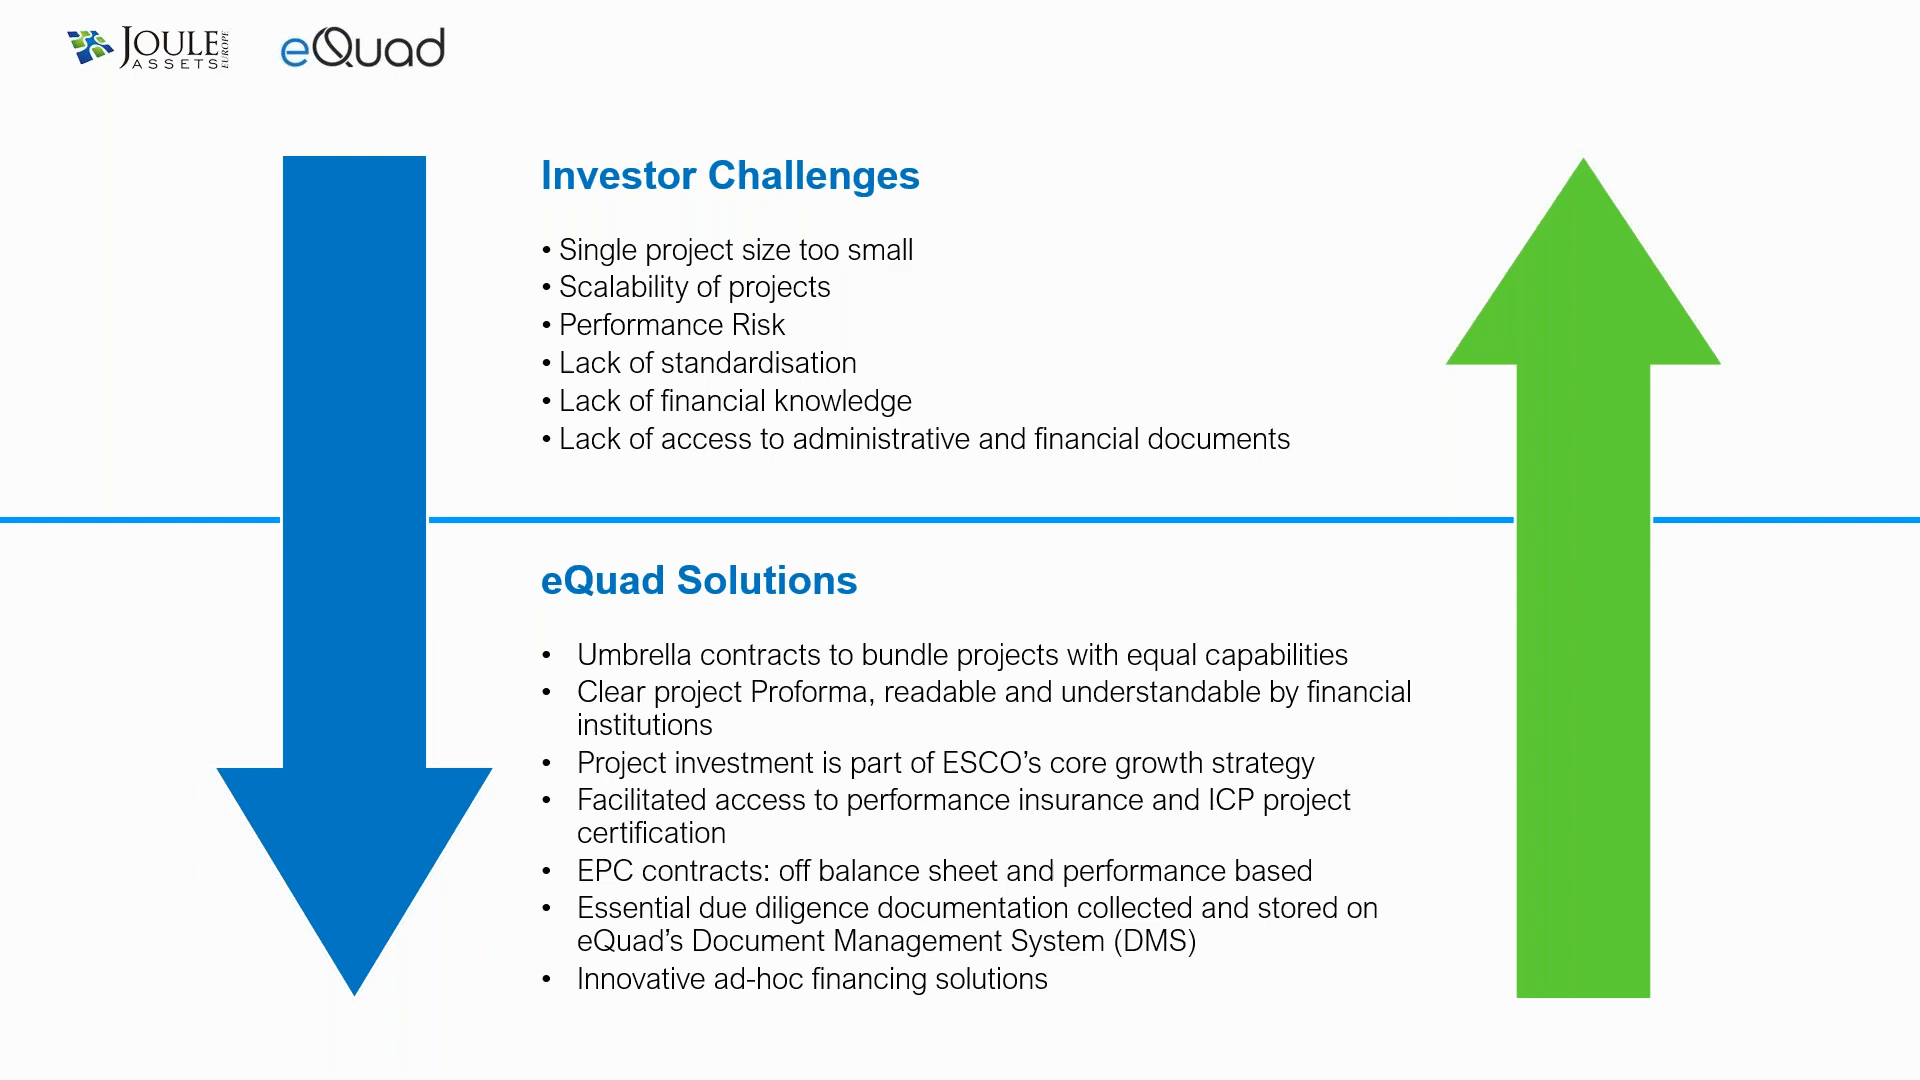 JOULE
ASSETS
EUROPE
eQuad
Investor Challenges
• Single project size too small
• Scalability of projects
• Performance Risk
• Lack of standardisation
• Lack of financial knowledge
• Lack of access to administrative and financial documents
eQuad Solutions
• Umbrella contracts to bundle projects with equal capabilities
• Clear project Proforma, readable and understandable by financial
institutions
• Project investment is part of ESCO’s core growth strategy
• Facilitated access to performance insurance and ICP project
certification
• EPC contracts: off balance sheet and performance based
• Essential due diligence documentation collected and stored on
eQuad’s Document Management System (DMS)
• Innovative ad-hoc financing solutions